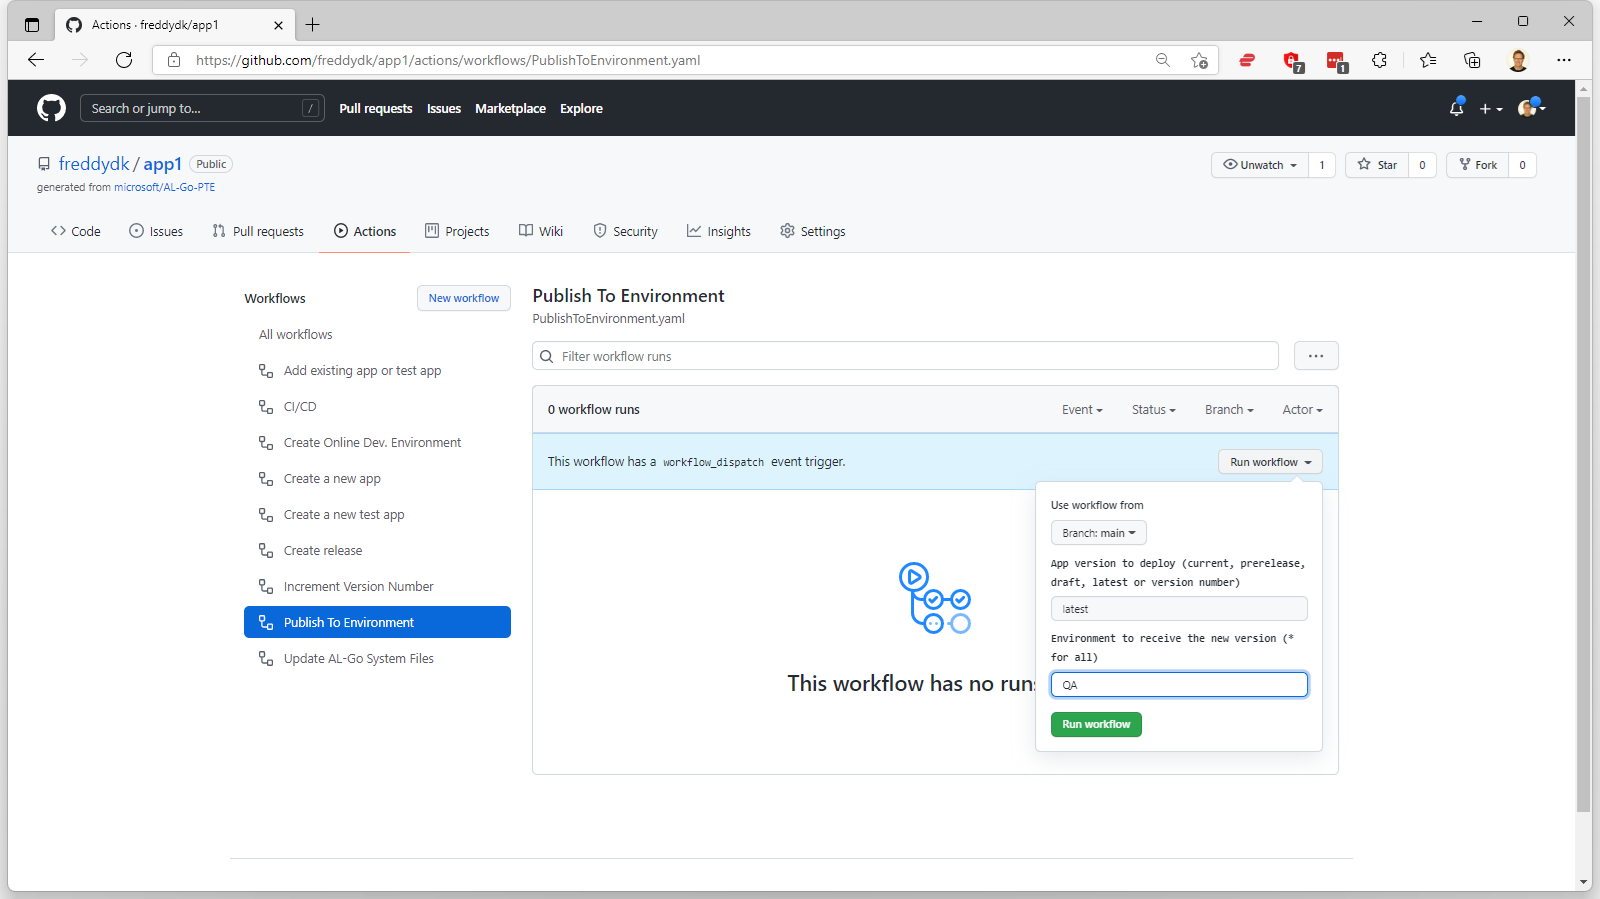 Actions · freddydk/app1
https://github.com/freddydk/app1/actions/workflows/PublishToEnvironment.yaml
7
1
Search or jump to...
/
Pull requests
Issues
Marketplace
Explore
freddydk / app1
Public
generated from microsoft/AL-Go-PTE
Unwatch
1
Star
0
Fork
0
Code
Issues
Pull requests
Actions
Projects
Wiki
Security
Insights
Settings
Workflows
New workflow
All workflows
Add existing app or test app
CI/CD
Create Online Dev. Environment
Create a new app
Create a new test app
Create release
Increment Version Number
Publish To Environment
Update AL-Go System Files
Publish To Environment
PublishToEnvironment.yaml
Filter workflow runs
0 workflow runs
Event
Status
Branch
Actor
This workflow has a workflow_dispatch event trigger.
Run workflow
Use workflow from
Branch: main
App version to deploy (current, prerelease,
draft, latest or version number)
latest
Environment to receive the new version (*
for all)
QA
Run workflow
This workflow has no runs